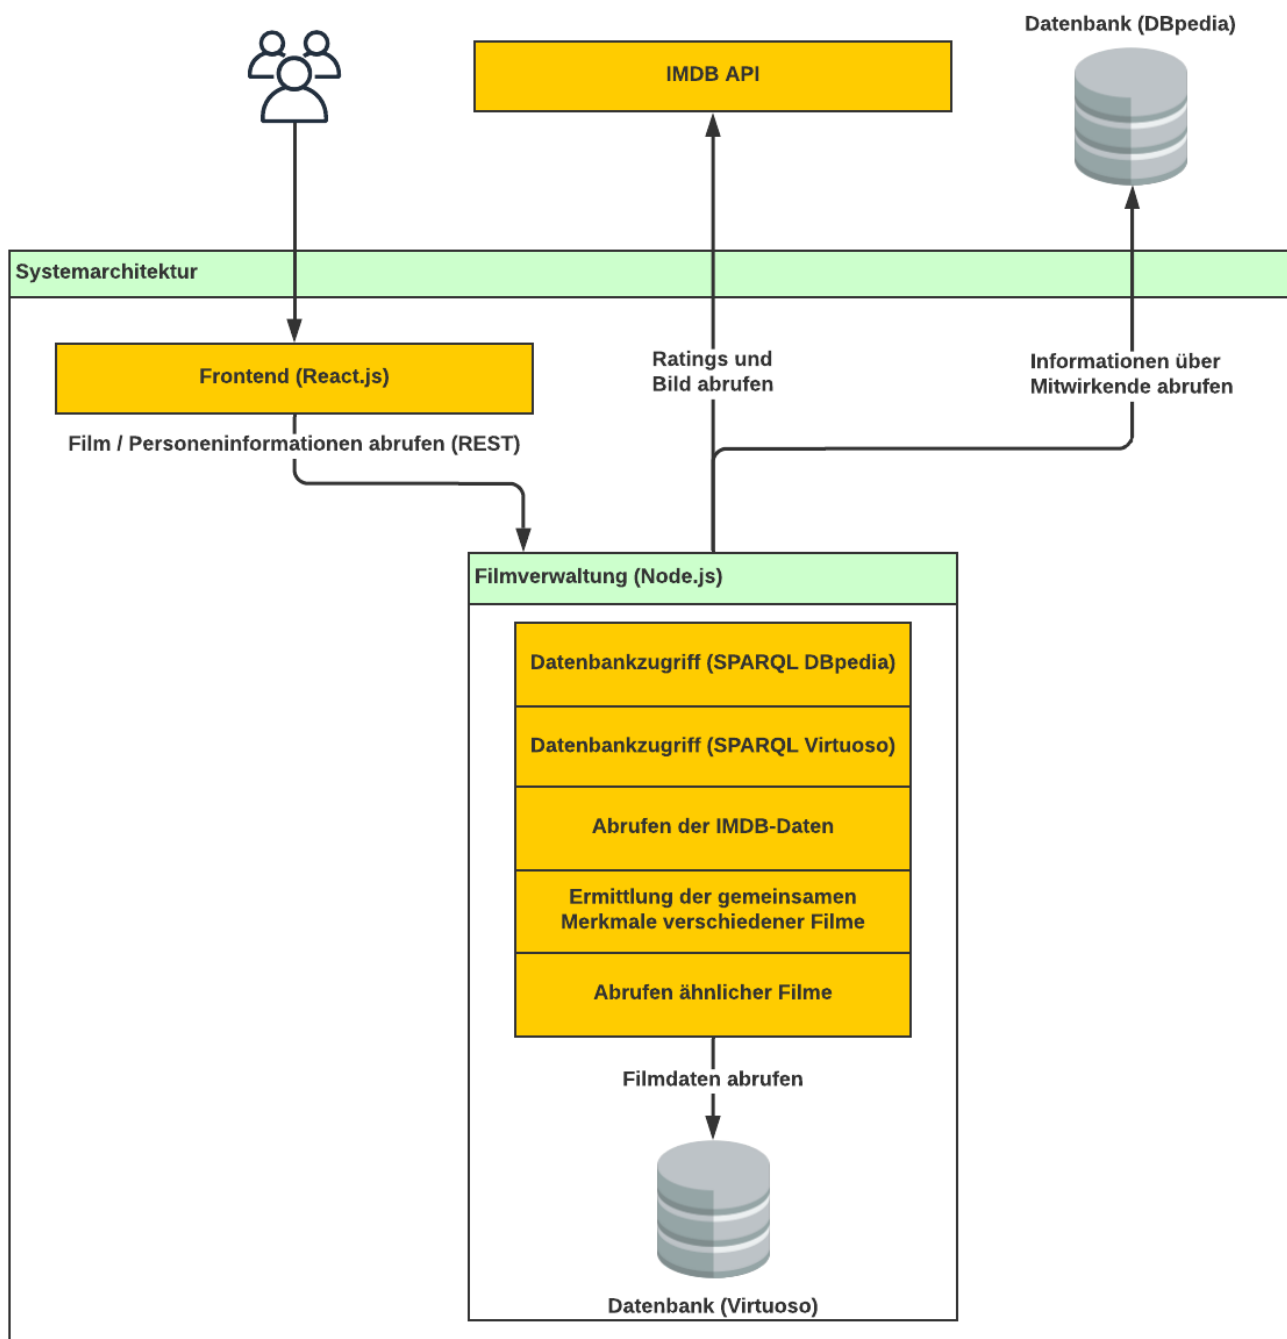 Datenbank (DBpedia)
IMDB API
Systemarchitektur
Frontend (React.js)
Ratings und
Bild abrufen
Informationen über
Mitwirkende abrufen
Film / Personeninformationen abrufen (REST)
Filmverwaltung (Node.js)
Datenbankzugriff (SPARQL DBpedia)
Datenbankzugriff (SPARQL Virtuoso)
Abrufen der IMDB-Daten
Ermittlung der gemeinsamen
Merkmale verschiedener Filme
Abrufen ähnlicher Filme
Filmdaten abrufen
Datenbank (Virtuoso)